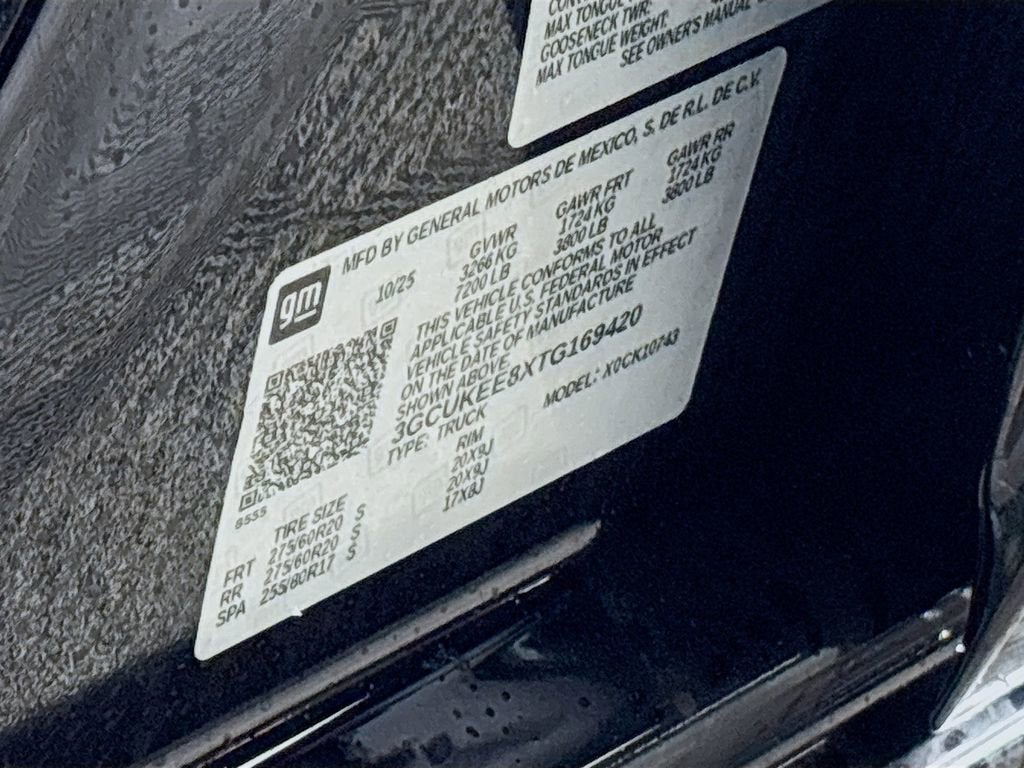 MAX TONGUE
GOOSENECK TWR:
MAX TONGUE WEIGHT:
SEE OWNER'S MANUAL
MFD BY GENERAL MOTORS DE MEXICO, S. DE R.L. DE C.V.
gm
10/25
GVWR GAWR FRT GAWR RR
3266 KG 1724 KG 1724 KG
7200 LB 3800 LB 3800 LB
THIS VEHICLE CONFORMS TO ALL
APPLICABLE U.S. FEDERAL MOTOR
VEHICLE SAFETY STANDARDS IN EFFECT
ON THE DATE OF MANUFACTURE
SHOWN ABOVE.
3GCUKEE8XTG169420
TYPE: TRUCK MODEL: X0CK10743
8555
TIRE SIZE RIM
FRT 275/60R20 S 20X9J
RR 275/60R20 S 20X9J
SPA 255/80R17 S 17X8J